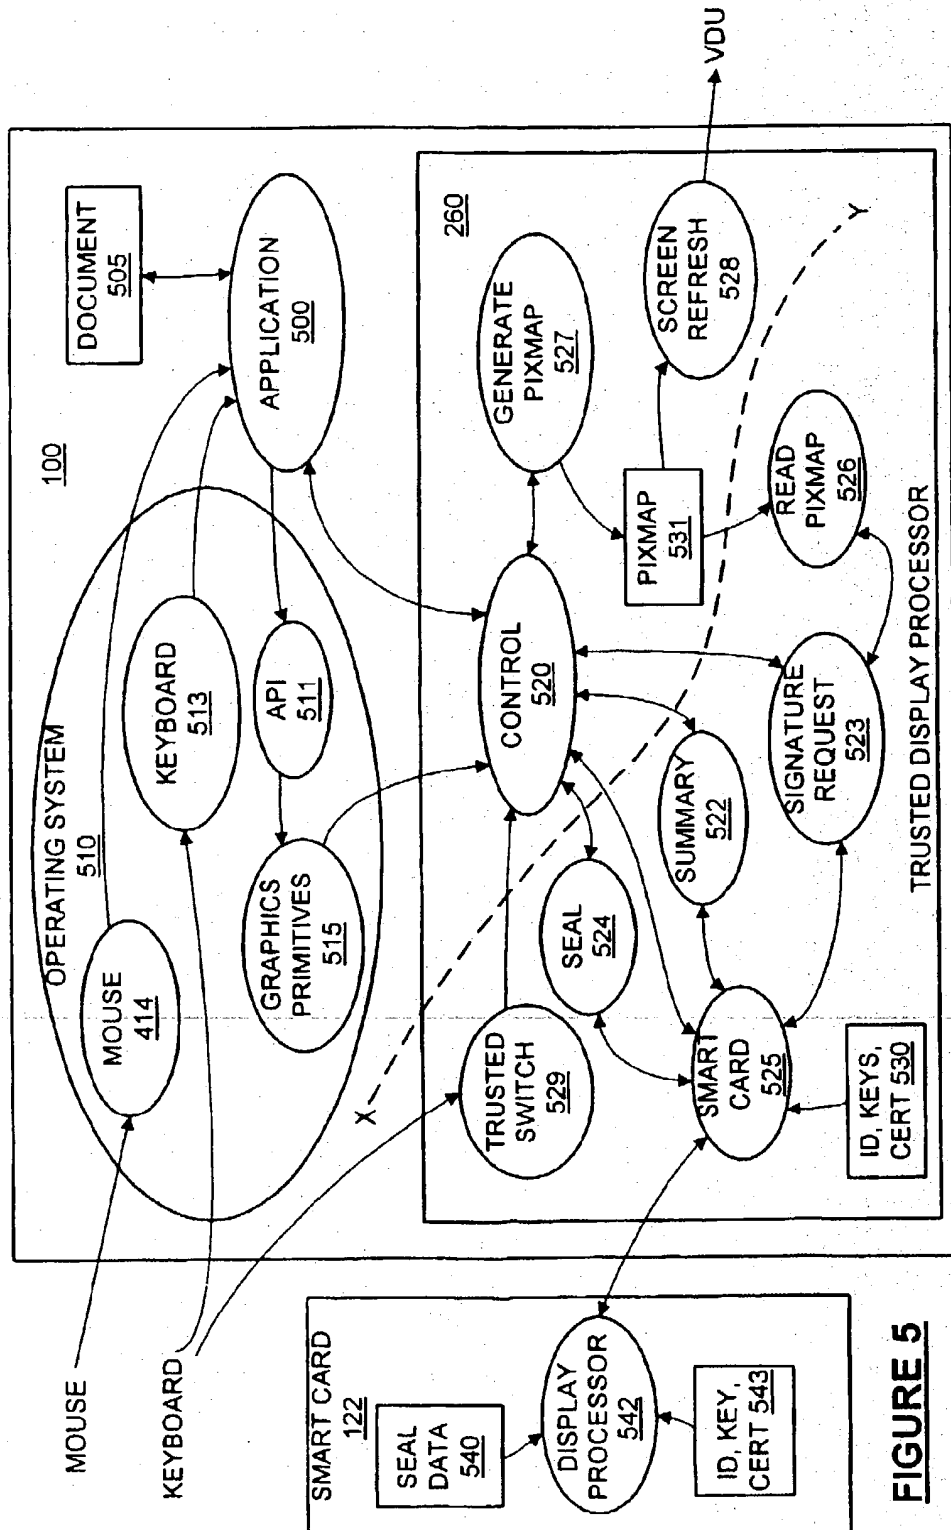 MOUSE
KEYBOARD
OPERATING SYSTEM
510
MOUSE
414
KEYBOARD
513
API
511
GRAPHICS
PRIMITIVES
515
100
DOCUMENT
505
APPLICATION
500
X
260
TRUSTED
SWITCH
529
CONTROL
520
GENERATE
PIXMAP
527
SEAL
524
PIXMAP
531
SCREEN
REFRESH
528
VDU
SUMMARY
522
SMART
CARD
525
READ
PIXMAP
526
Y
SIGNATURE
REQUEST
523
ID, KEYS,
CERT 530
TRUSTED DISPLAY PROCESSOR
SMART CARD
122
SEAL
DATA
540
DISPLAY
PROCESSOR
542
ID, KEY,
CERT 543
FIGURE 5